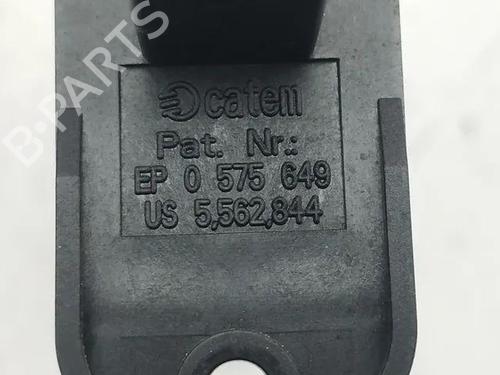 B-PARTS
catem
Pat. Nr.:
EP 0 575 649
US 5,562,844